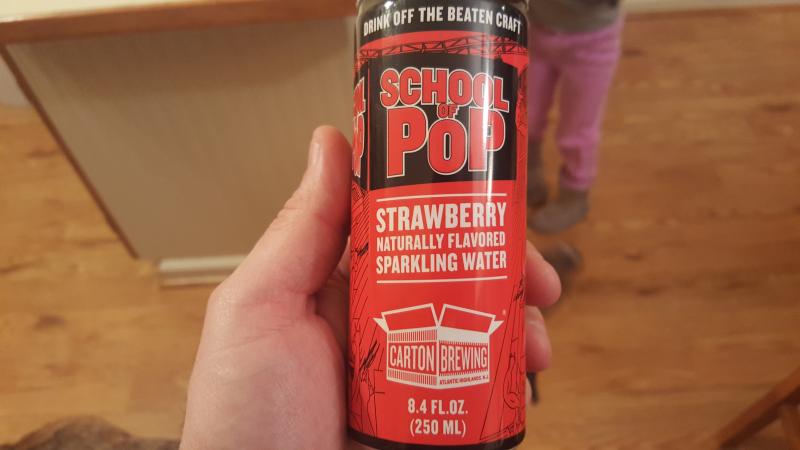 DRINK OFF THE BEATEN CRAFT
SCHOOL
OF
POP
STRAWBERRY
NATURALLY FLAVORED
SPARKLING WATER
CARTON BREWING
ATLANTIC HIGHLANDS, N.J.
8.4 FL.OZ.
(250 ML)